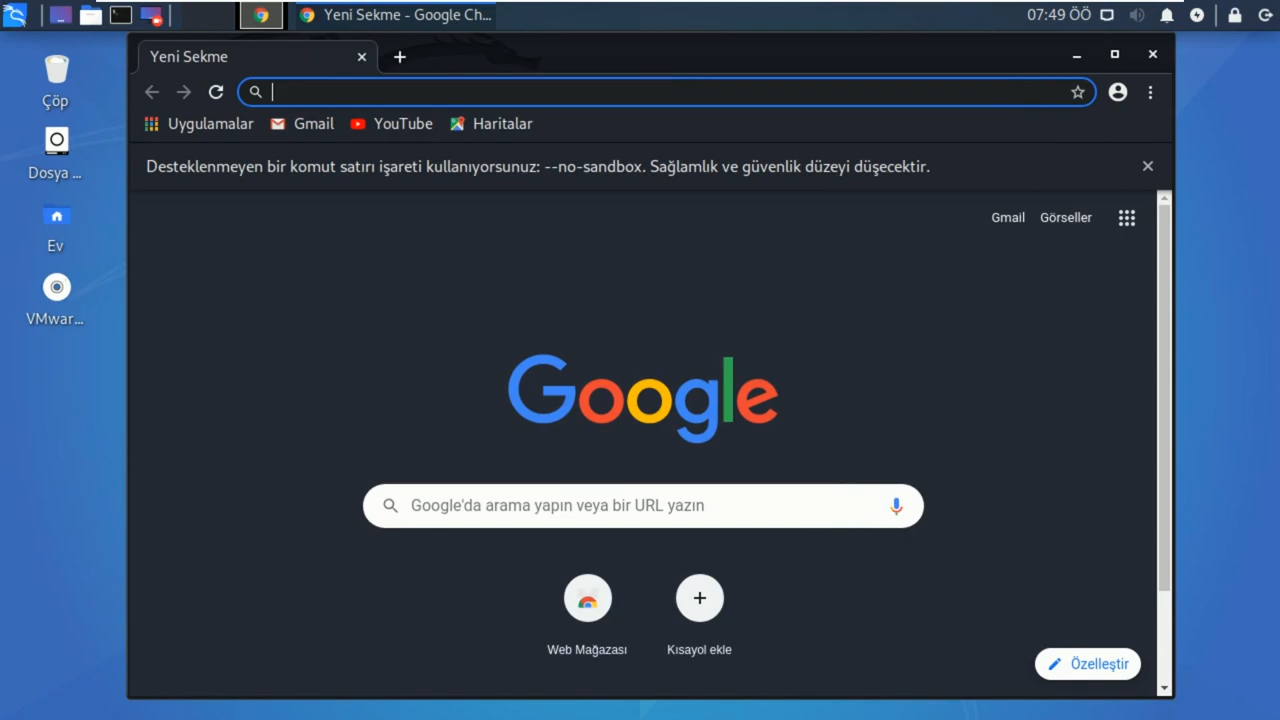 Yeni Sekme - Google Ch...
07:49 ÖÖ
Çöp
Dosya ...
Ev
VMwar...
Yeni Sekme
Uygulamalar
Gmail
YouTube
Haritalar
Desteklenmeyen bir komut satırı işareti kullanıyorsunuz: --no-sandbox. Sağlamlık ve güvenlik düzeyi düşecektir.
Gmail
Görseller
Google
Google'da arama yapın veya bir URL yazın
Web Mağazası
Kısayol ekle
Özelleştir